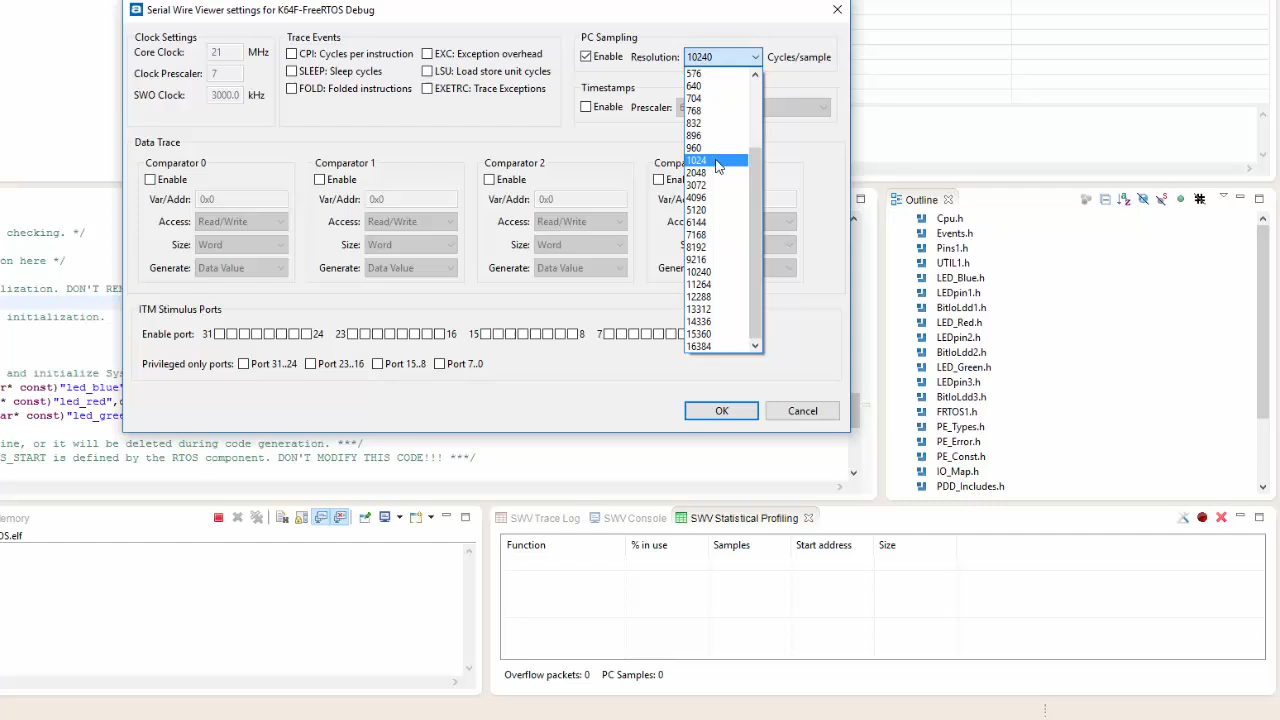 Serial Wire Viewer settings for K64F-FreeRTOS Debug
Clock Settings
Core Clock: 21 MHz
Clock Prescaler: 7
SWO Clock: 3000.0 kHz
Trace Events
CPI: Cycles per instruction
EXC: Exception overhead
SLEEP: Sleep cycles
LSU: Load store unit cycles
FOLD: Folded instructions
EXETRC: Trace Exceptions
PC Sampling
Enable Resolution: 10240 Cycles/sample
Timestamps
Enable Prescaler:
576
640
704
768
832
896
960
1024
2048
3072
4096
5120
6144
7168
8192
9216
10240
11264
12288
13312
14336
15360
16384
Data Trace
Comparator 0
Enable
Var/Addr: 0x0
Access: Read/Write
Size: Word
Generate: Data Value
Comparator 1
Enable
Var/Addr: 0x0
Access: Read/Write
Size: Word
Generate: Data Value
Comparator 2
Enable
Var/Addr: 0x0
Access: Read/Write
Size: Word
Generate: Data Value
ITM Stimulus Ports
Enable port: 31 24 23 16 15 8 7
Privileged only ports: Port 31..24 Port 23..16 Port 15..8 Port 7..0
OK Cancel
checking. */
on here */
lization. DON'T
initialization.
and initialize
r* const)"led_blue"
* const)"led_red",
ar* const)"led_gre
ine, or it will be deleted during code generation. ***/
S_START is defined by the RTOS component. DON'T MODIFY THIS CODE!!! ***/
Outline
Cpu.h
Events.h
Pins1.h
UTIL1.h
LED_Blue.h
LEDpin1.h
BitIoLdd1.h
LED_Red.h
LEDpin2.h
BitIoLdd2.h
LED_Green.h
LEDpin3.h
BitIoLdd3.h
FRTOS1.h
PE_Types.h
PE_Error.h
PE_Const.h
IO_Map.h
PDD_Includes.h
emory
OS.elf
SWV Trace Log SWV Console SWV Statistical Profiling
Function % in use Samples Start address Size
Overflow packets: 0 PC Samples: 0